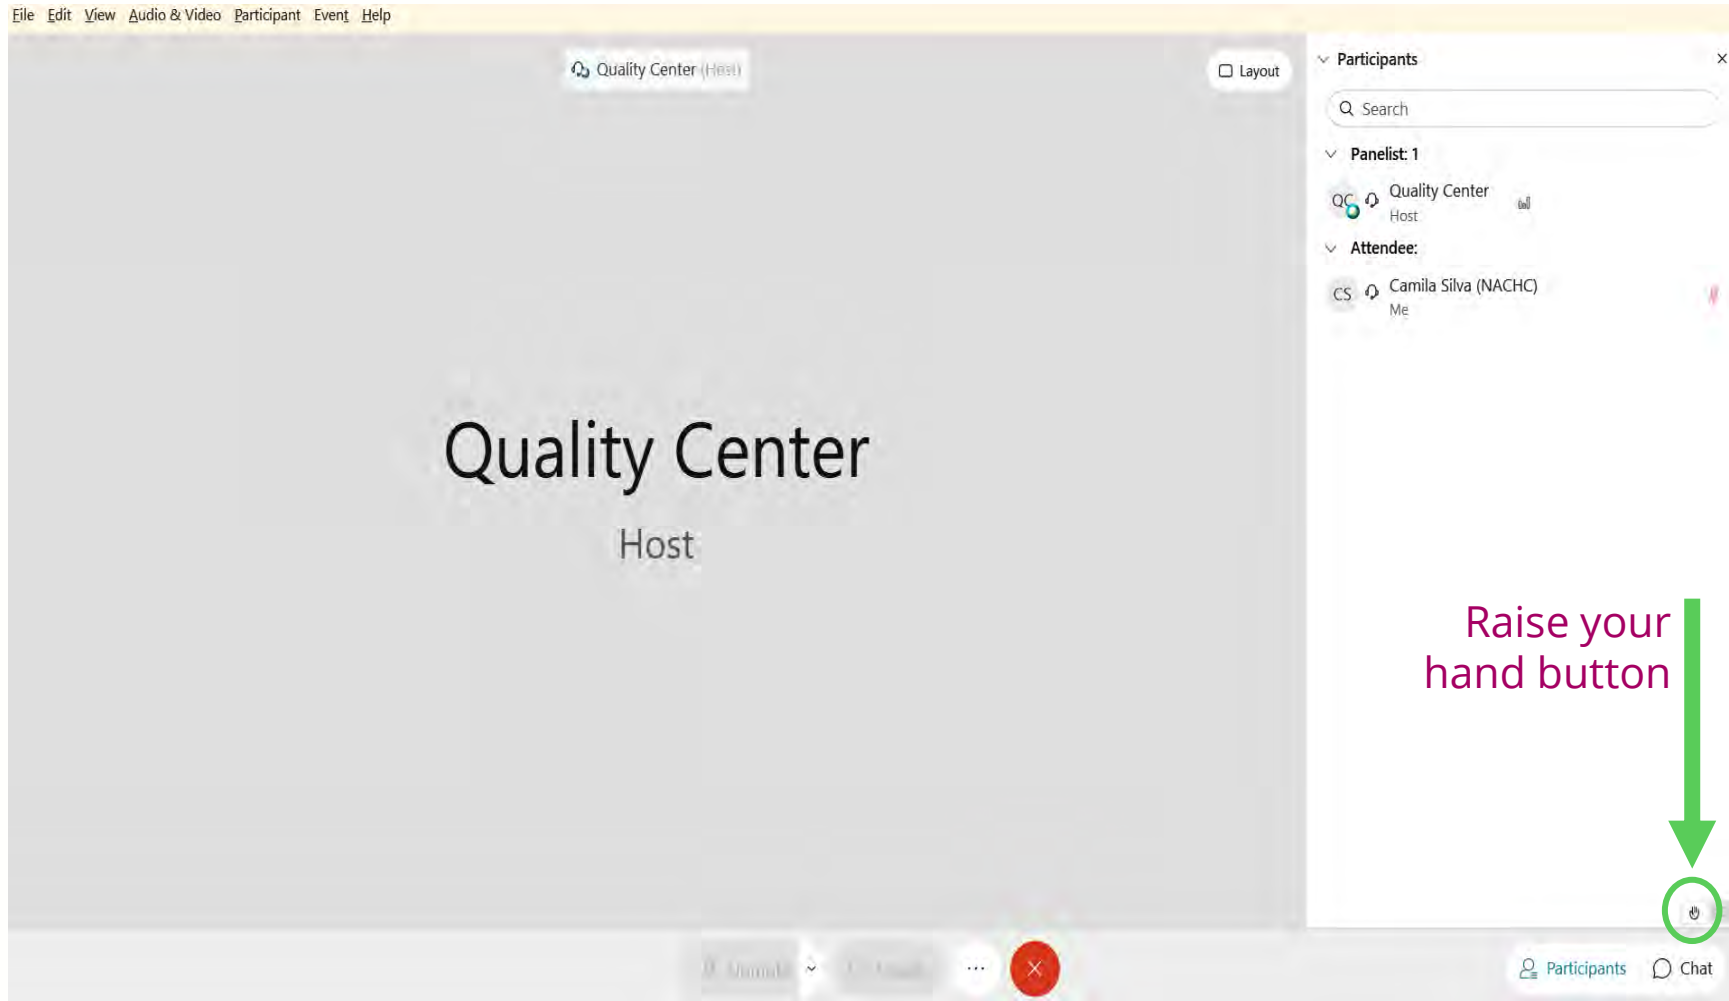 File Edit View Audio & Video Participant Event Help
Quality Center (Host)
Layout
Participants
Search
Panelist: 1
QC
Quality Center
Host
Attendee:
CS
Camila Silva (NACHC)
Me
Quality Center
Host
Raise your
hand button
Participants
Chat